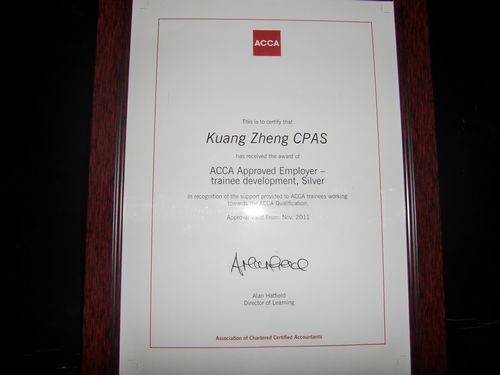 ACCA
This is to certify that
Kuang Zheng CPAS
has received the award of
ACCA Approved Employer –
trainee development, Silver
In recognition of the support provided to ACCA trainees working
towards the ACCA Qualification.
Approval Valid From: Nov. 2011
Alan Hatfield
Director of Learning
Association of Chartered Certified Accountants